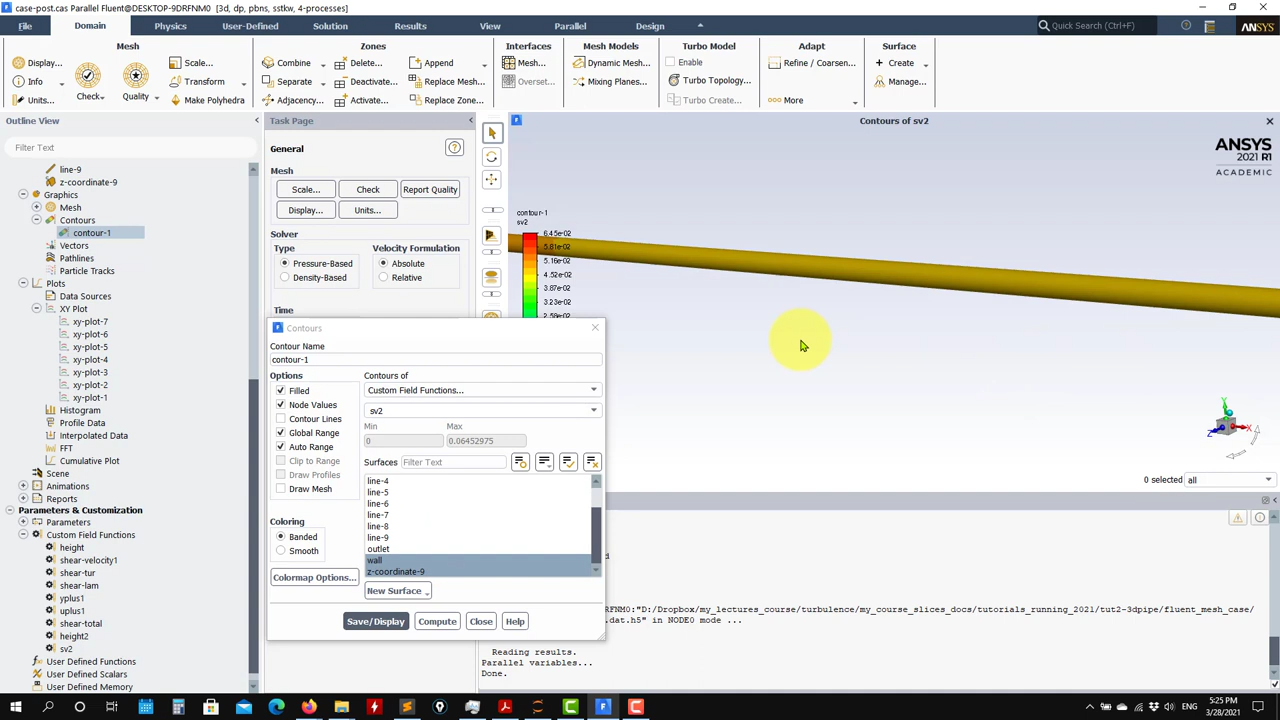 case-post.cas Parallel Fluent@DESKTOP-9DRFNM0 [3d, dp, pbns, sstkw, 4-processes]
File Domain Physics User-Defined Solution Results View Parallel Design Quick Search (Ctrl+F) ANSYS
Mesh Zones Interfaces Mesh Models Turbo Model Adapt Surface
Display... Scale... Combine Delete... Append Mesh... Dynamic Mesh... Enable Refine / Coarsen... Create
Info Transform Separate Deactivate... Replace Mesh... Overset... Mixing Planes... Turbo Topology... Manage...
Units... Check Quality Make Polyhedra Adjacency... Activate... Replace Zone... Turbo Create... More
Outline View
Filter Text
line-9
z-coordinate-9
Graphics
Mesh
Contours
contour-1
Vectors
Pathlines
Particle Tracks
Plots
Data Sources
XY Plot
xy-plot-7
xy-plot-6
xy-plot-5
xy-plot-4
xy-plot-3
xy-plot-2
xy-plot-1
Histogram
Profile Data
Interpolated Data
FFT
Cumulative Plot
Scene
Animations
Reports
Parameters & Customization
Parameters
Custom Field Functions
height
shear-velocity1
shear-tur
shear-lam
yplus1
uplus1
shear-total
height2
sv2
User Defined Functions
User Defined Scalars
User Defined Memory
Task Page
General
Mesh
Scale... Check Report Quality
Display... Units...
Solver
Type Velocity Formulation
Pressure-Based Absolute
Density-Based Relative
Time
Contours
Contour Name
contour-1
Options Contours of
Filled Custom Field Functions...
Node Values
Contour Lines sv2
Global Range Min Max
Auto Range 0 0.06452975
Clip to Range Surfaces Filter Text
Draw Profiles
Draw Mesh
line-4
line-5
line-6
line-7
line-8
line-9
outlet
wall
z-coordinate-9
Coloring
Banded
Smooth
Colormap Options... New Surface
Save/Display Compute Close Help
Contours of sv2
ANSYS
2021 R1
ACADEMIC
contour-1
sv2
6.45e-02
5.81e-02
5.16e-02
4.52e-02
3.87e-02
3.23e-02
2.58e-02
Y
Z X
0 selected all
RFNM0:"D:/Dropbox/my_lectures_course/turbulence/my_course_slices_docs/tutorials_running_2021/tut2-3dpipe/fluent_mesh_case/
.dat.h5" in NODE0 mode ...
Reading results.
Parallel variables...
Done.
5:25 PM
3/28/2021